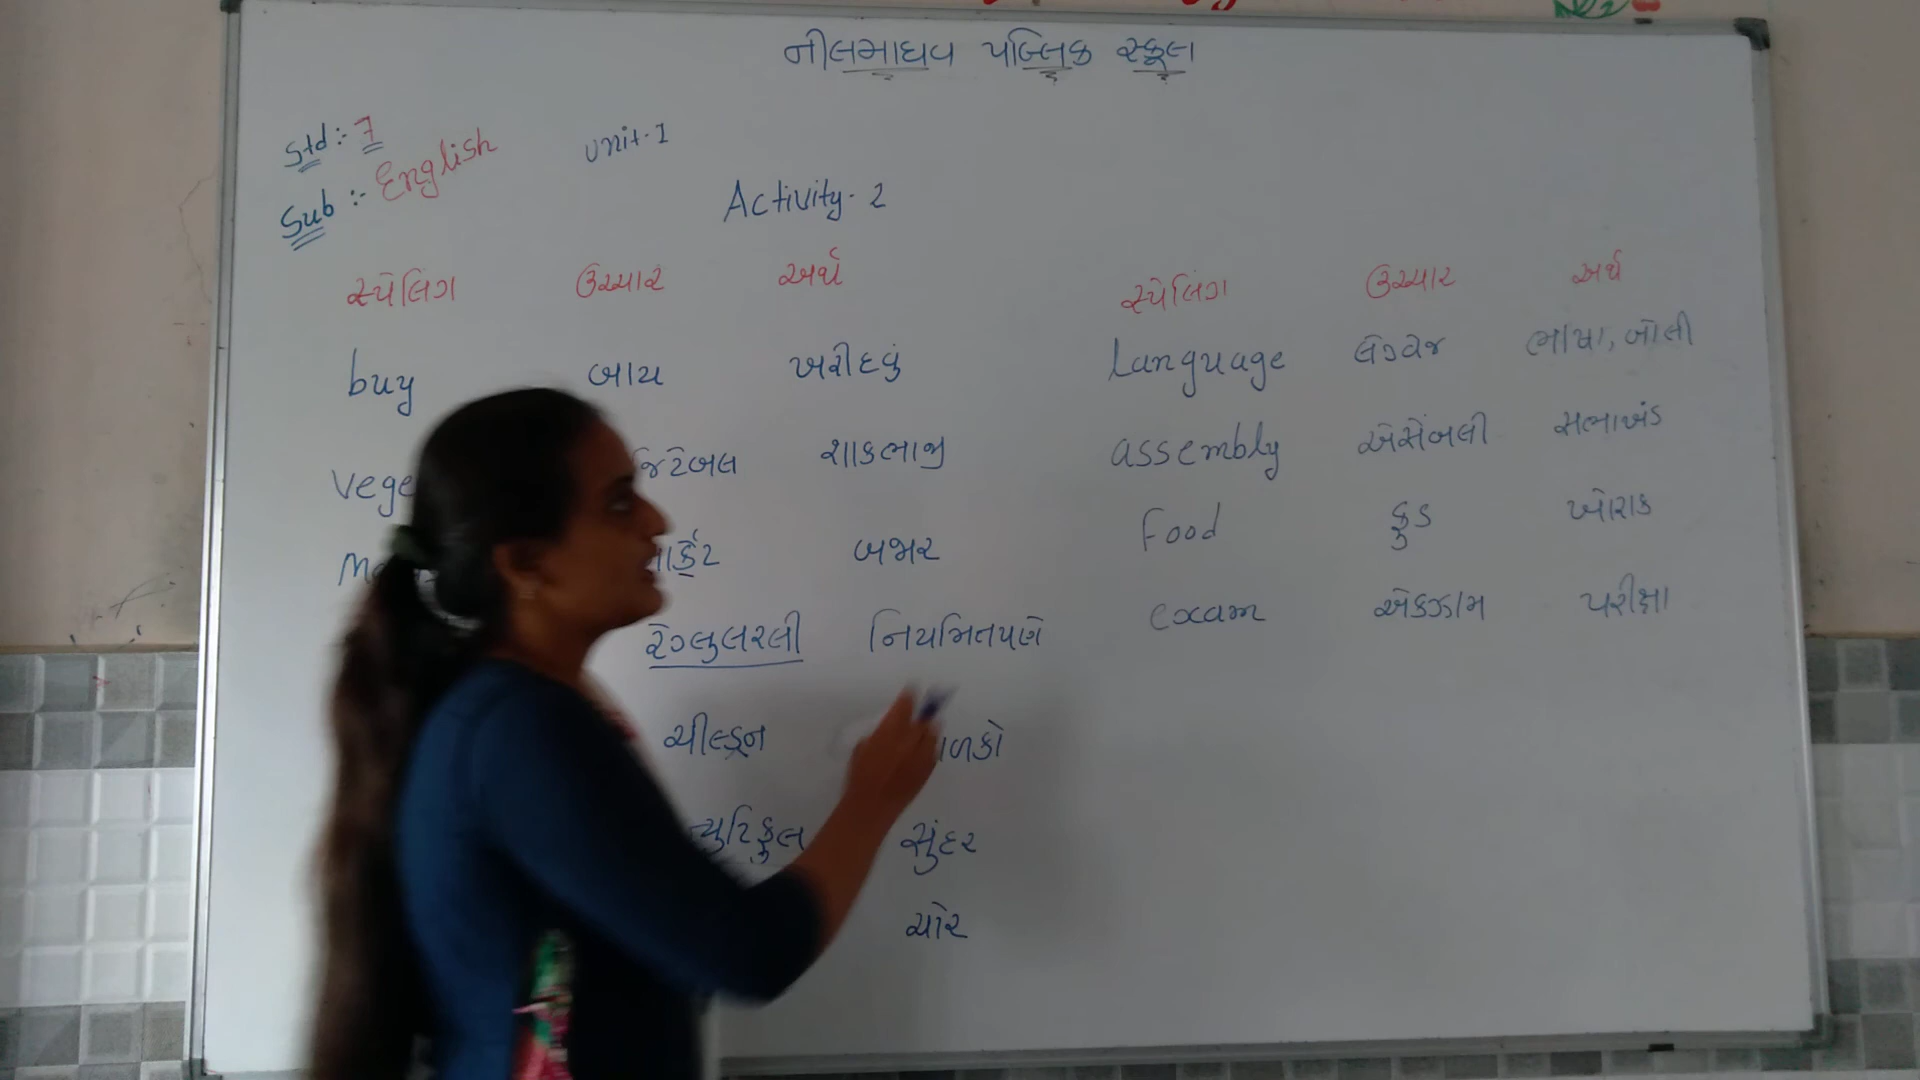 નીલમાધવ પબ્લિક સ્કૂલ
Std:- 7
Sub:- English
Unit-1
Activity-2
સ્પેલિંગ ઉચ્ચાર અર્થ
buy બાય ખરીદવું
શાકભાજી
બજાર
રેગ્લુલરલી નિયમિતપણે
ચીલ્ડ્રન
સુંદર
ચોર
સ્પેલિંગ ઉચ્ચાર અર્થ
Language લેંગ્વેજ ભાષા, બોલી
assembly એસેંબલી સભાખંડ
Food ફુડ ખોરાક
exam એકઝામ પરીક્ષા